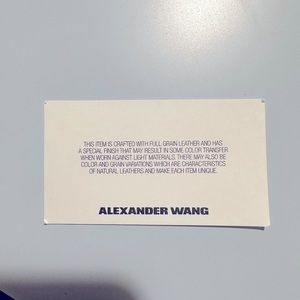 THIS ITEM IS CRAFTED WITH FULL GRAIN LEATHER AND HAS
A SPECIAL FINISH THAT MAY RESULT IN SOME COLOR TRANSFER
WHEN WORN AGAINST LIGHT MATERIALS. THERE MAY ALSO BE
COLOR AND GRAIN VARIATIONS WHICH ARE CHARACTERISTICS
OF NATURAL LEATHERS AND MAKE EACH ITEM UNIQUE.
ALEXANDER WANG